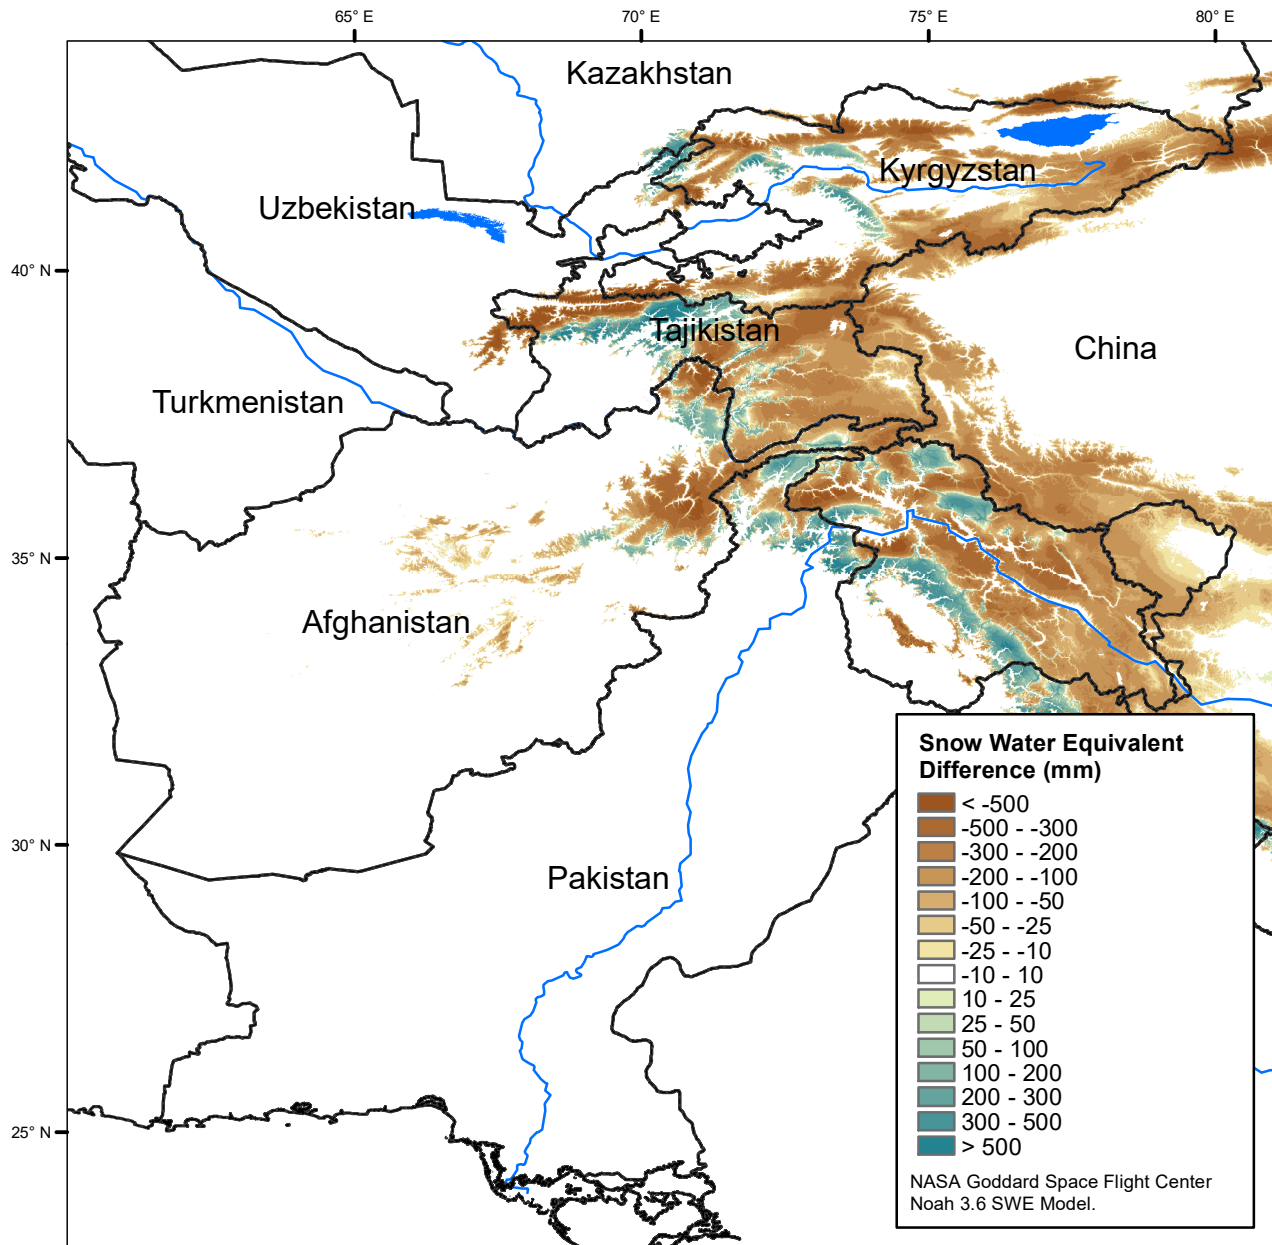 65° E
70° E
75° E
80° E
Kazakhstan
Kyrgyzstan
Uzbekistan
40° N
Tajikistan
China
Turkmenistan
35° N
Afghanistan
Snow Water Equivalent
Difference (mm)
< -500
-500 - -300
-300 - -200
-200 - -100
-100 - -50
-50 - -25
-25 - -10
-10 - 10
10 - 25
25 - 50
50 - 100
100 - 200
200 - 300
300 - 500
> 500
30° N
Pakistan
25° N
NASA Goddard Space Flight Center
Noah 3.6 SWE Model.